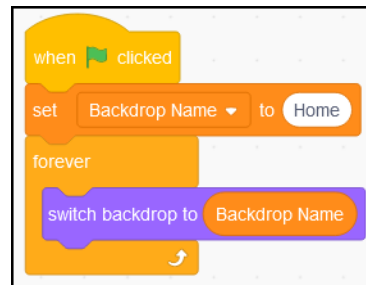 when clicked
set Backdrop Name to Home
forever
switch backdrop to Backdrop Name